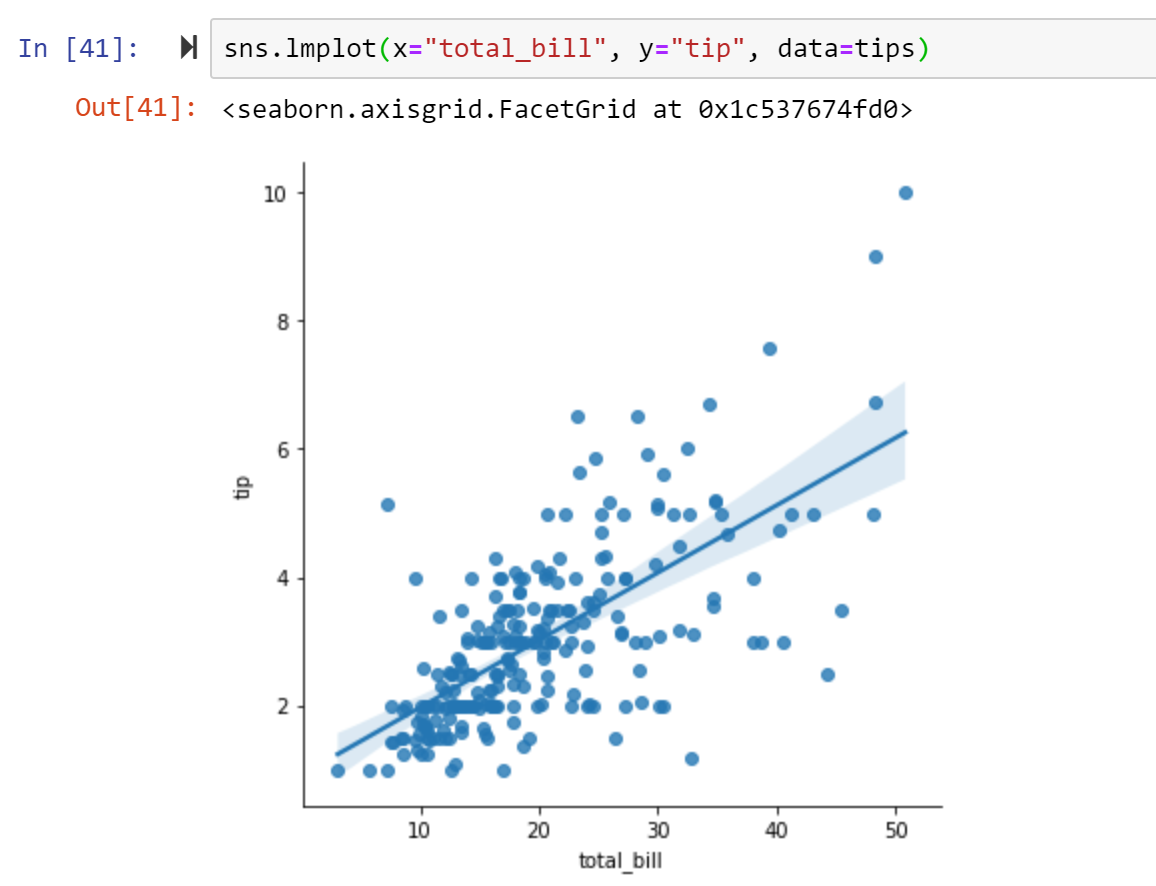 In [41]: sns.lmplot(x="total_bill", y="tip", data=tips)
Out[41]: <seaborn.axisgrid.FacetGrid at 0x1c537674fd0>
10
8
6
4
2
tip
10 20 30 40 50
total_bill